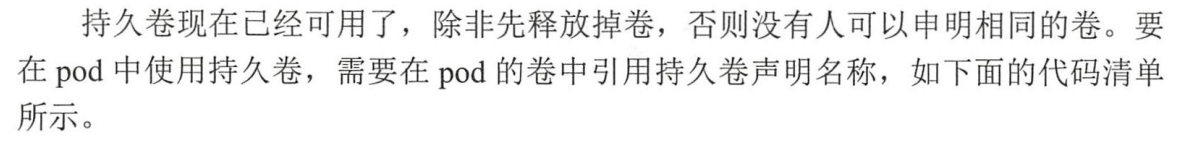 持久卷现在已经可用了，除非先释放掉卷，否则没有人可以申明相同的卷。要
在 pod 中使用持久卷，需要在 pod 的卷中引用持久卷声明名称，如下面的代码清单
所示。